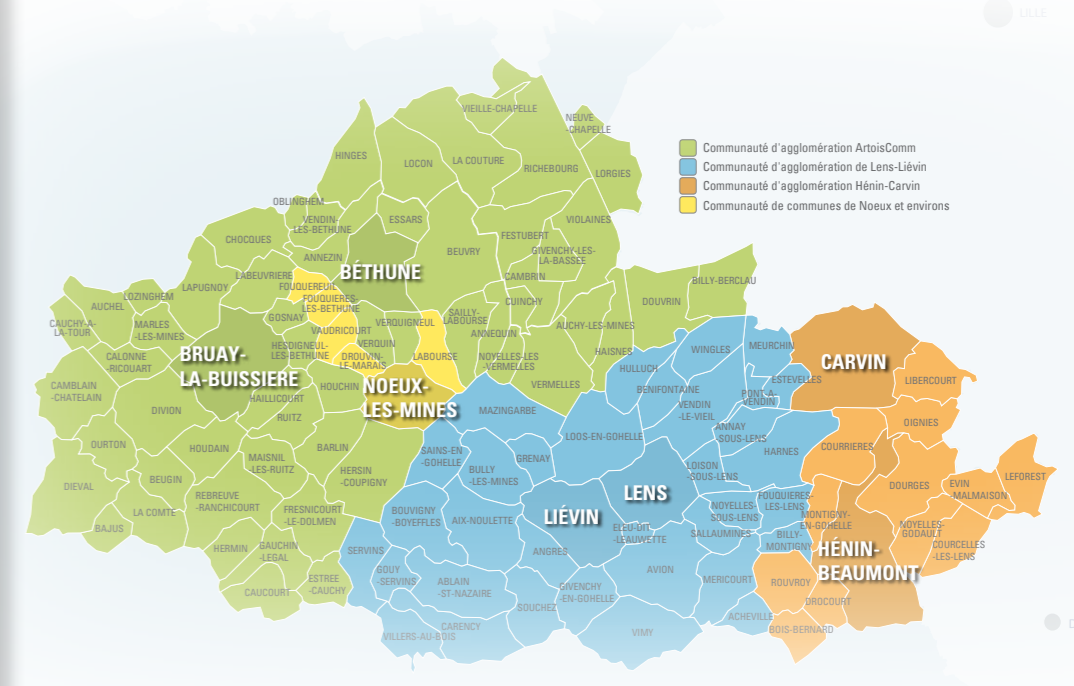 LILLE
VIEILLE-CHAPELLE
NEUVE
-CHAPELLE
HINGES
LOCON
LA COUTURE
RICHEBOURG
LORGIES
Communauté d'agglomération ArtoisComm
Communauté d'agglomération de Lens-Liévin
Communauté d'agglomération Hénin-Carvin
Communauté de communes de Noeux et environs
OBLINGHEM
VENDIN-
LES-BETHUNE
ESSARS
VIOLAINES
CHOCQUES
FESTUBERT
ANNEZIN
BEUVRY
GIVENCHY-LES-
LA-BASSEE
BÉTHUNE
LABEUVRIERE
CAMBRIN
BILLY-BERCLAU
LAPUGNOY
FOUQUEREUIL
LOZINGHEM
FOUQUIERES-
LES-BETHUNE
CUINCHY
DOUVRIN
AUCHEL
GOSNAY
SAILLY-
LABOURSE
CAUCHY-A-
LA-TOUR
MARLES
-LES-MINES
VAUDRICOURT
VERQUIGNEUL
ANNEQUIN
AUCHY-LES-MINES
HESDIGNEUL-
LES-BETHUNE
VERQUIN
MEURCHIN
WINGLES
BRUAY-
LA-BUISSIERE
CALONNE
-RICOUART
DROUVIN-
LE-MARAIS
LABOURSE
NOYELLES-LES
-VERMELLES
HAISNES
CARVIN
HULLUCH
ESTEVELLES
LIBERCOURT
CAMBLAIN
-CHATELAIN
HOUCHIN
NOEUX-
LES-MINES
VERMELLES
BENIFONTAINE
PONT-A-
VENDIN
HAILLICOURT
DIVION
RUITZ
MAZINGARBE
VENDIN
-LE-VIEIL
OIGNIES
ANNAY
-SOUS-LENS
LOOS-EN-GOHELLE
OURTON
HOUDAIN
BARLIN
SAINS-EN
-GOHELLE
HARNES
COURRIERES
MAISNIL
-LES-RUITZ
GRENAY
LOISON
-SOUS-LENS
HERSIN
-COUPIGNY
BULLY
-LES-MINES
BEUGIN
DIEVAL
DOURGES
EVIN
-MALMAISON
LEFOREST
LENS
REBREUVE
-RANCHICOURT
FOUQUIERES-
LES-LENS
LA COMTE
FRESNICOURT
-LE-DOLMEN
BOUVIGNY
-BOYEFFLES
AIX-NOULETTE
LIÉVIN
NOYELLES-
SOUS-LENS
MONTIGNY-
EN-GOHELLE
BAJUS
ELEU-DIT
-LEAUWETTE
SALLAUMINES
BILLY-
MONTIGNY
NOYELLES-
GODAULT
HÉNIN-
BEAUMONT
COURCELLES
-LES-LENS
HERMIN
GAUCHIN
-LEGAL
SERVINS
ANGRES
GOUY
-SERVINS
AVION
ESTREE
-CAUCHY
ABLAIN
-ST-NAZAIRE
MERICOURT
ROUVROY
CAUCOURT
GIVENCHY
-EN-GOHELLE
SOUCHEZ
DROCOURT
ACHEVILLE
CARENCY
VIMY
BOIS-BERNARD
VILLERS-AU-BOIS
D